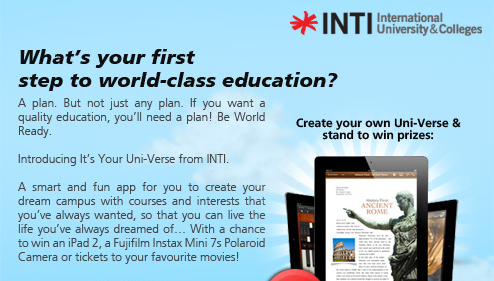 INTI International
University & Colleges
What's your first
step to world-class education?
A plan. But not just any plan. If you want a
quality education, you'll need a plan! Be World
Ready.
Introducing It's Your Uni-Verse from INTI.
A smart and fun app for you to create your
dream campus with courses and interests that
you've always wanted, so that you can live the
life you've always dreamed of... With a chance
to win an iPad 2, a Fujifilm Instax Mini 7s Polaroid
Camera or tickets to your favourite movies!
Create your own Uni-Verse &
stand to win prizes:
ANCIENT
ROME